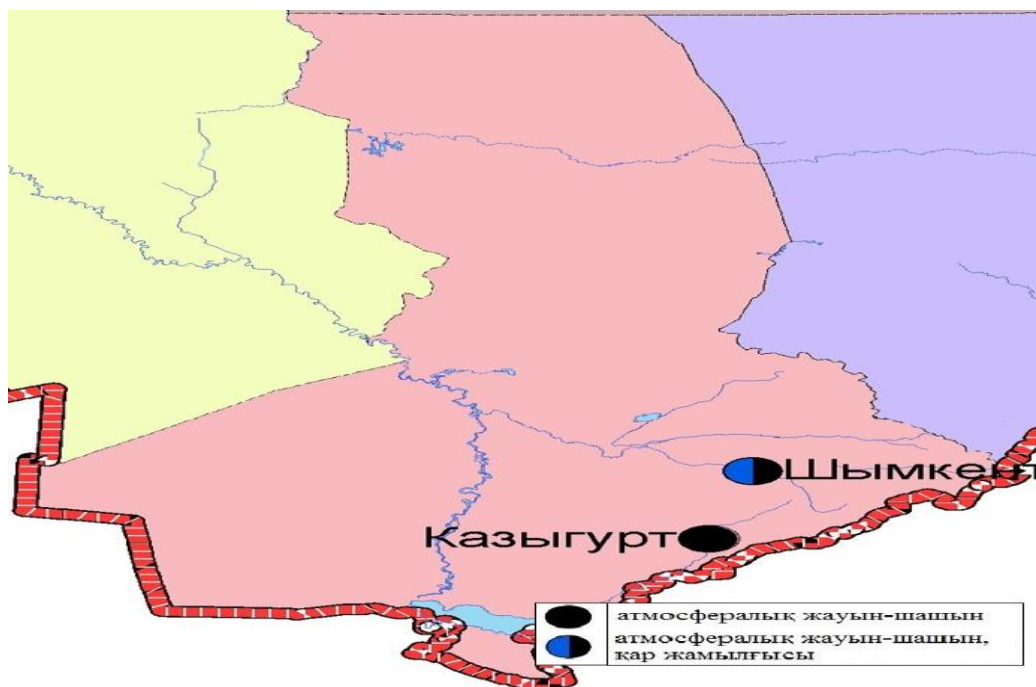 Шымкент
Казыгурт
атмосфералық жауын-шашын
атмосфералық жауын-шашын,
қар жамылғысы